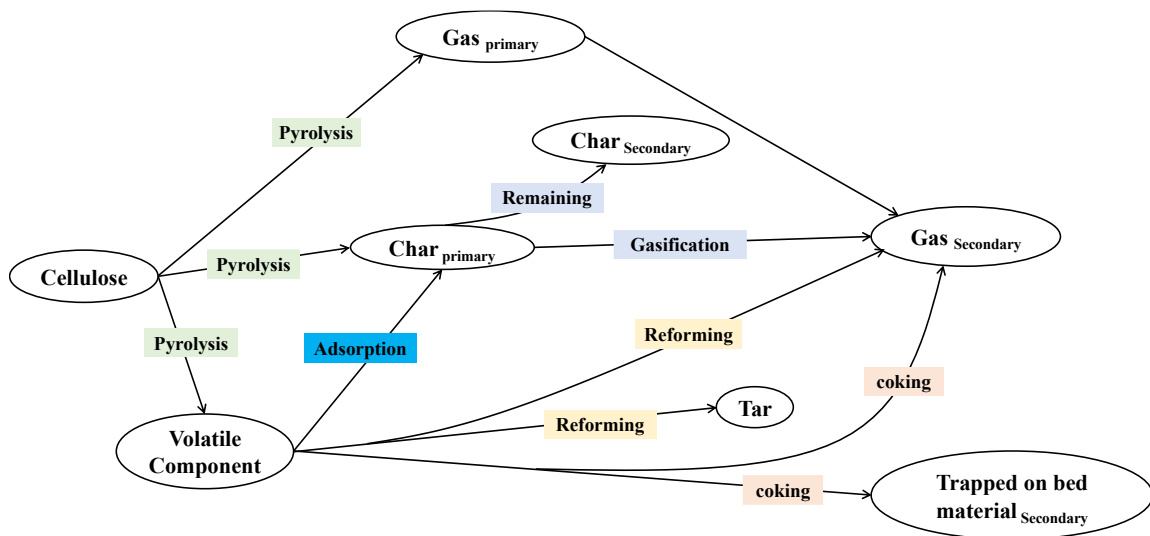 Gas primary
Pyrolysis
Char Secondary
Remaining
Char primary
Gasification
Gas Secondary
Cellulose
Pyrolysis
Pyrolysis
Adsorption
Reforming
coking
Tar
Reforming
Volatile
Component
coking
Trapped on bed
material Secondary